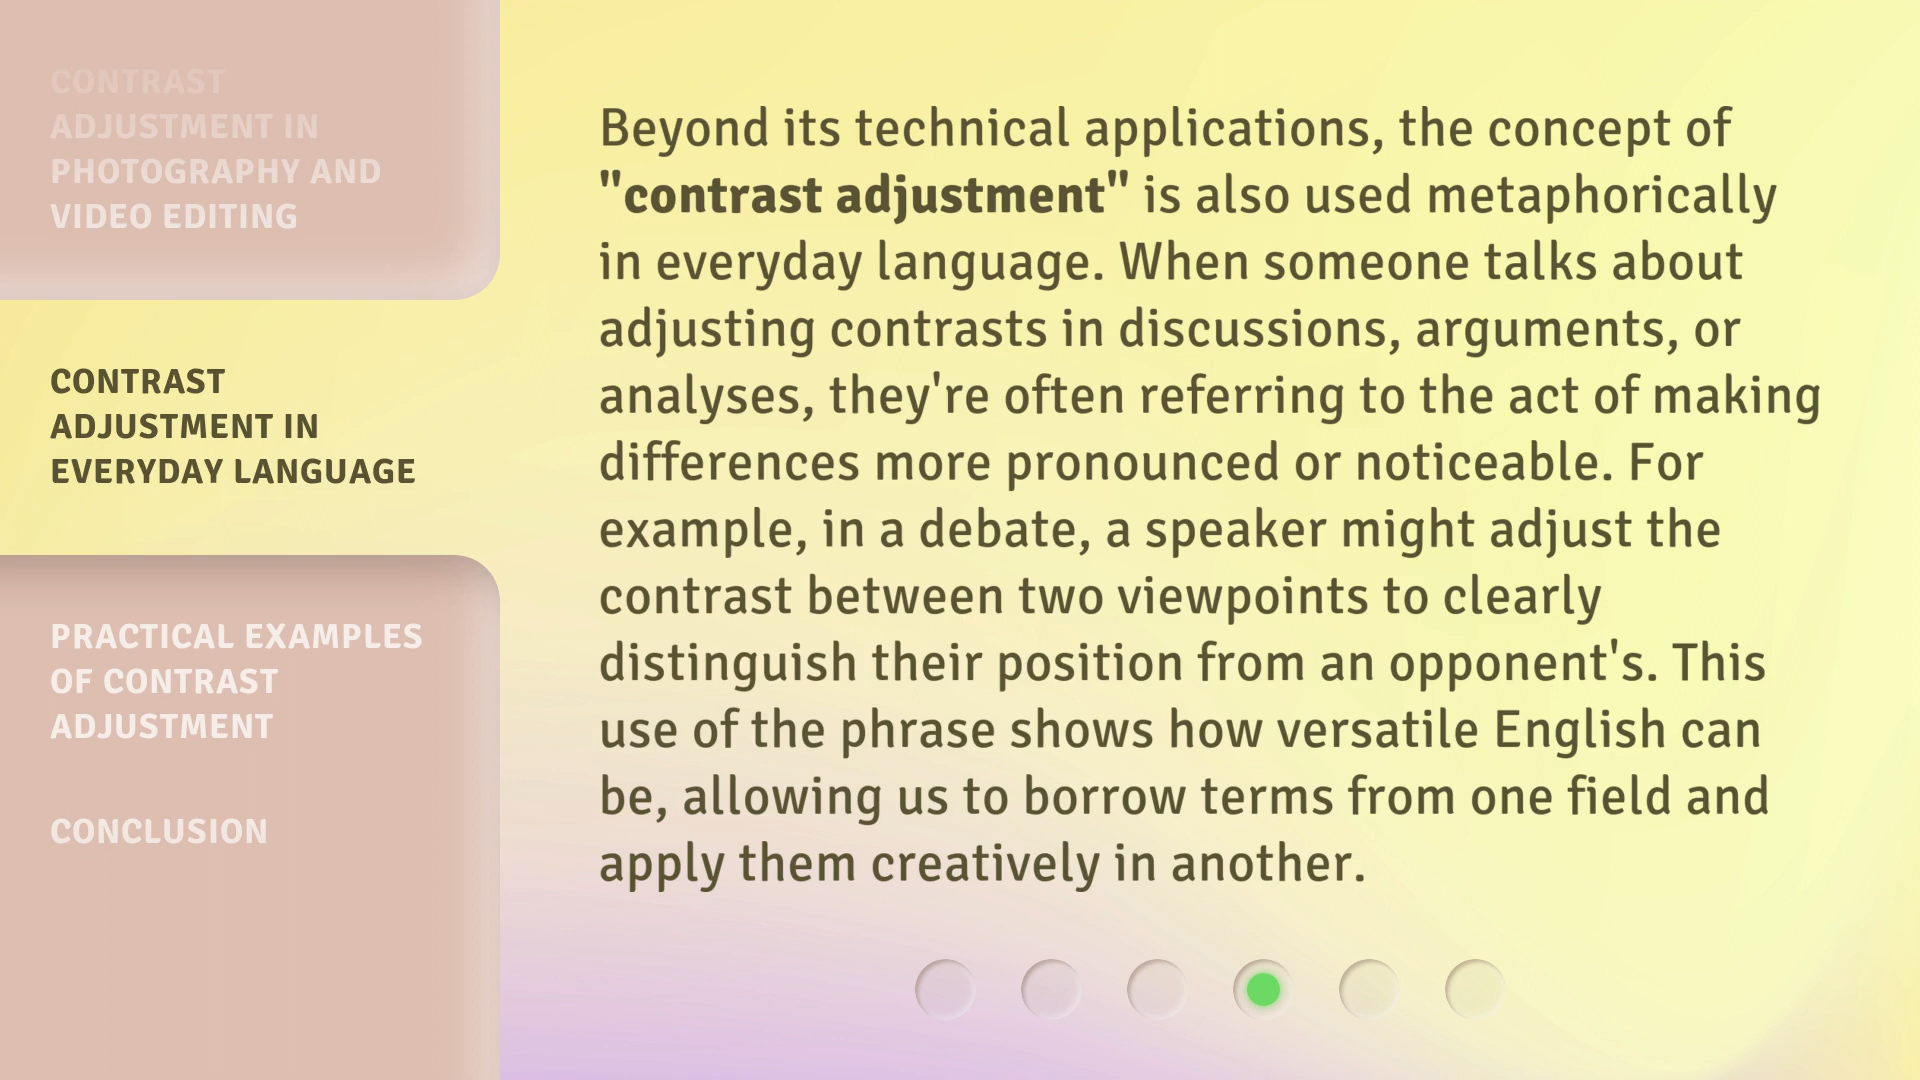 CONTRAST
ADJUSTMENT IN
PHOTOGRAPHY AND
VIDEO EDITING
CONTRAST
ADJUSTMENT IN
EVERYDAY LANGUAGE
PRACTICAL EXAMPLES
OF CONTRAST
ADJUSTMENT
CONCLUSION
Beyond its technical applications, the concept of
"contrast adjustment" is also used metaphorically
in everyday language. When someone talks about
adjusting contrasts in discussions, arguments, or
analyses, they're often referring to the act of making
differences more pronounced or noticeable. For
example, in a debate, a speaker might adjust the
contrast between two viewpoints to clearly
distinguish their position from an opponent's. This
use of the phrase shows how versatile English can
be, allowing us to borrow terms from one field and
apply them creatively in another.